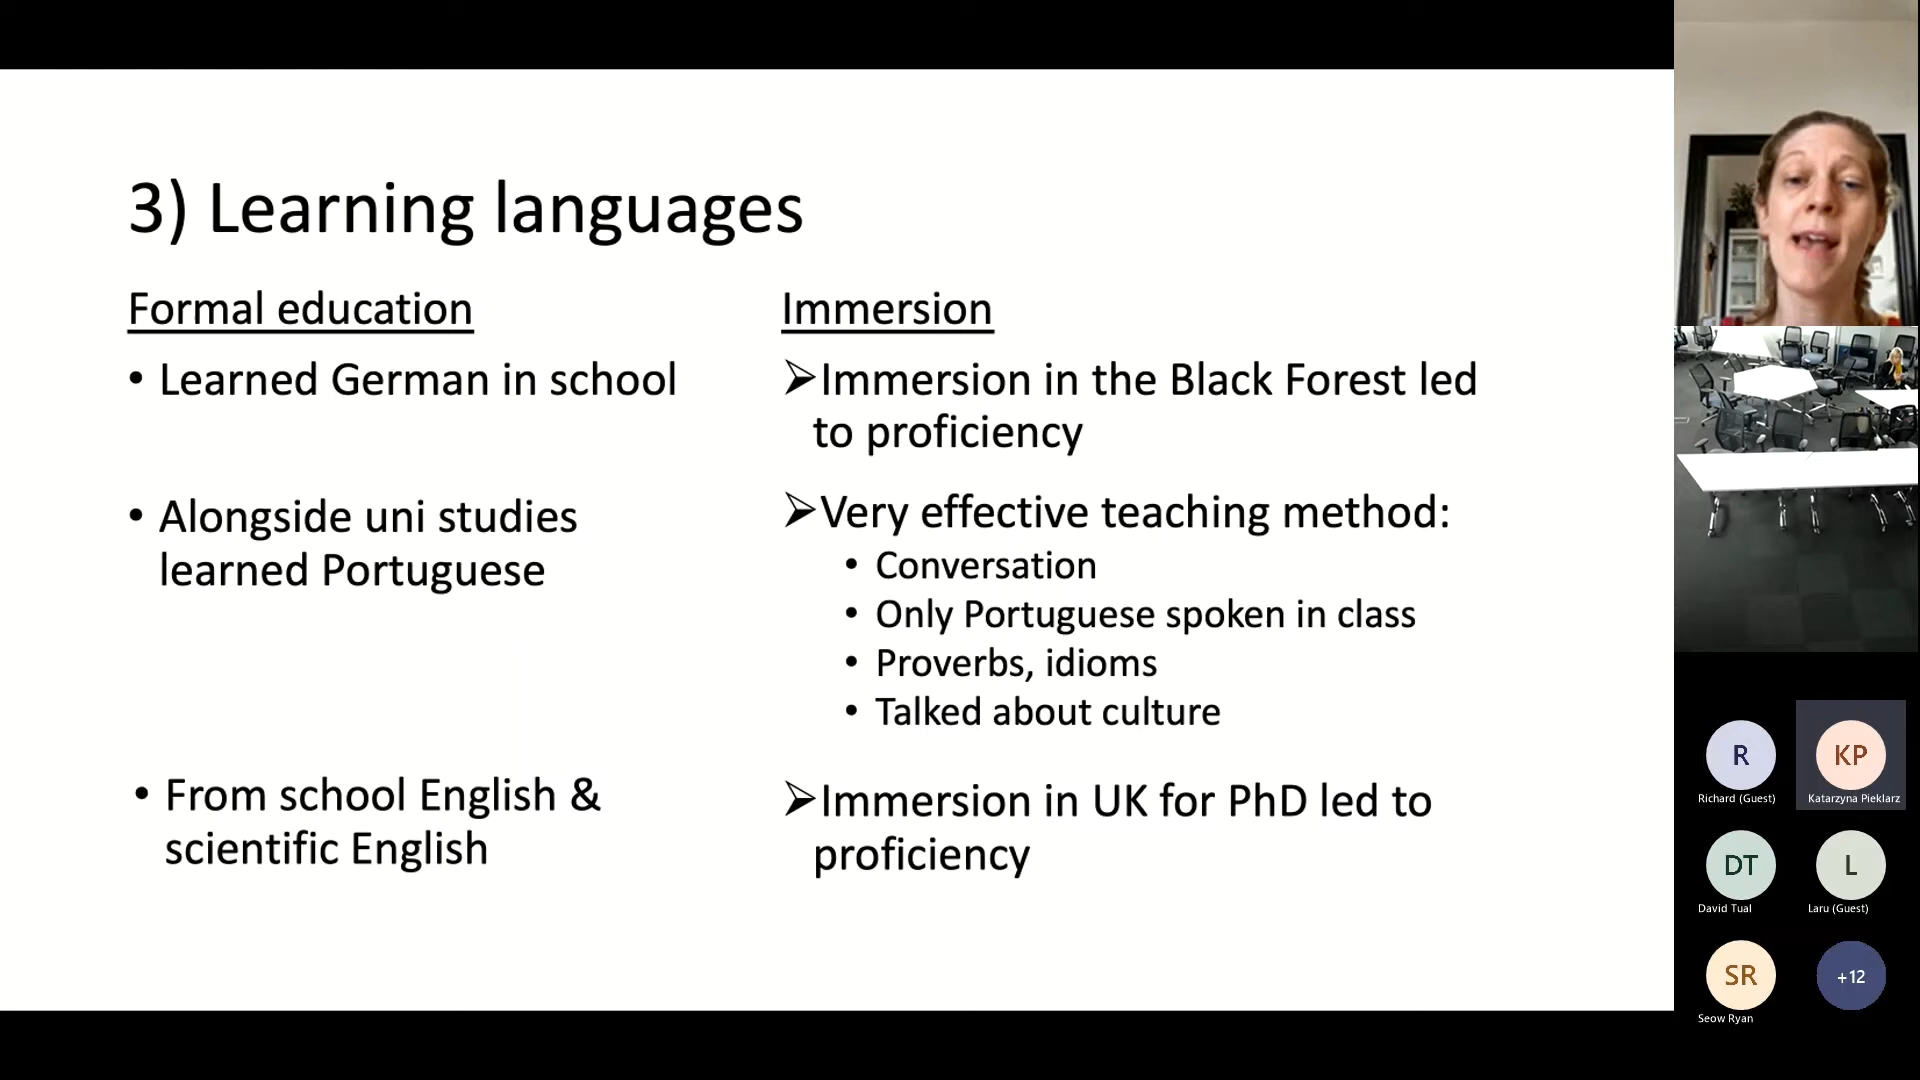 3) Learning languages
Formal education
• Learned German in school
• Alongside uni studies
learned Portuguese
• From school English &
scientific English
Immersion
➢Immersion in the Black Forest led
to proficiency
➢Very effective teaching method:
• Conversation
• Only Portuguese spoken in class
• Proverbs, idioms
• Talked about culture
➢Immersion in UK for PhD led to
proficiency
R
Richard (Guest)
KP
Katarzyna Pieklarz
DT
David Tual
L
Laru (Guest)
SR
Seow Ryan
+12